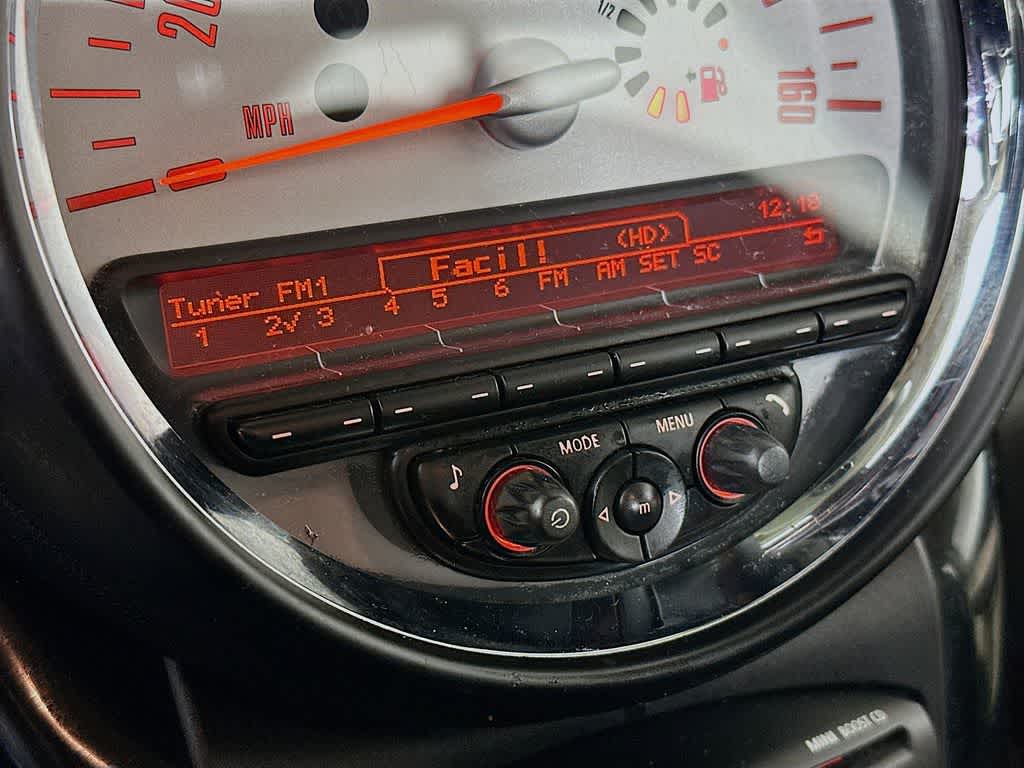 20
1/2
MPH
160
0
12:18
Tuner FM1 Facil! <HD>
1 2√ 3 4 5 6 FM AM SET SC
MODE
MENU
m
MINI BOOST CD